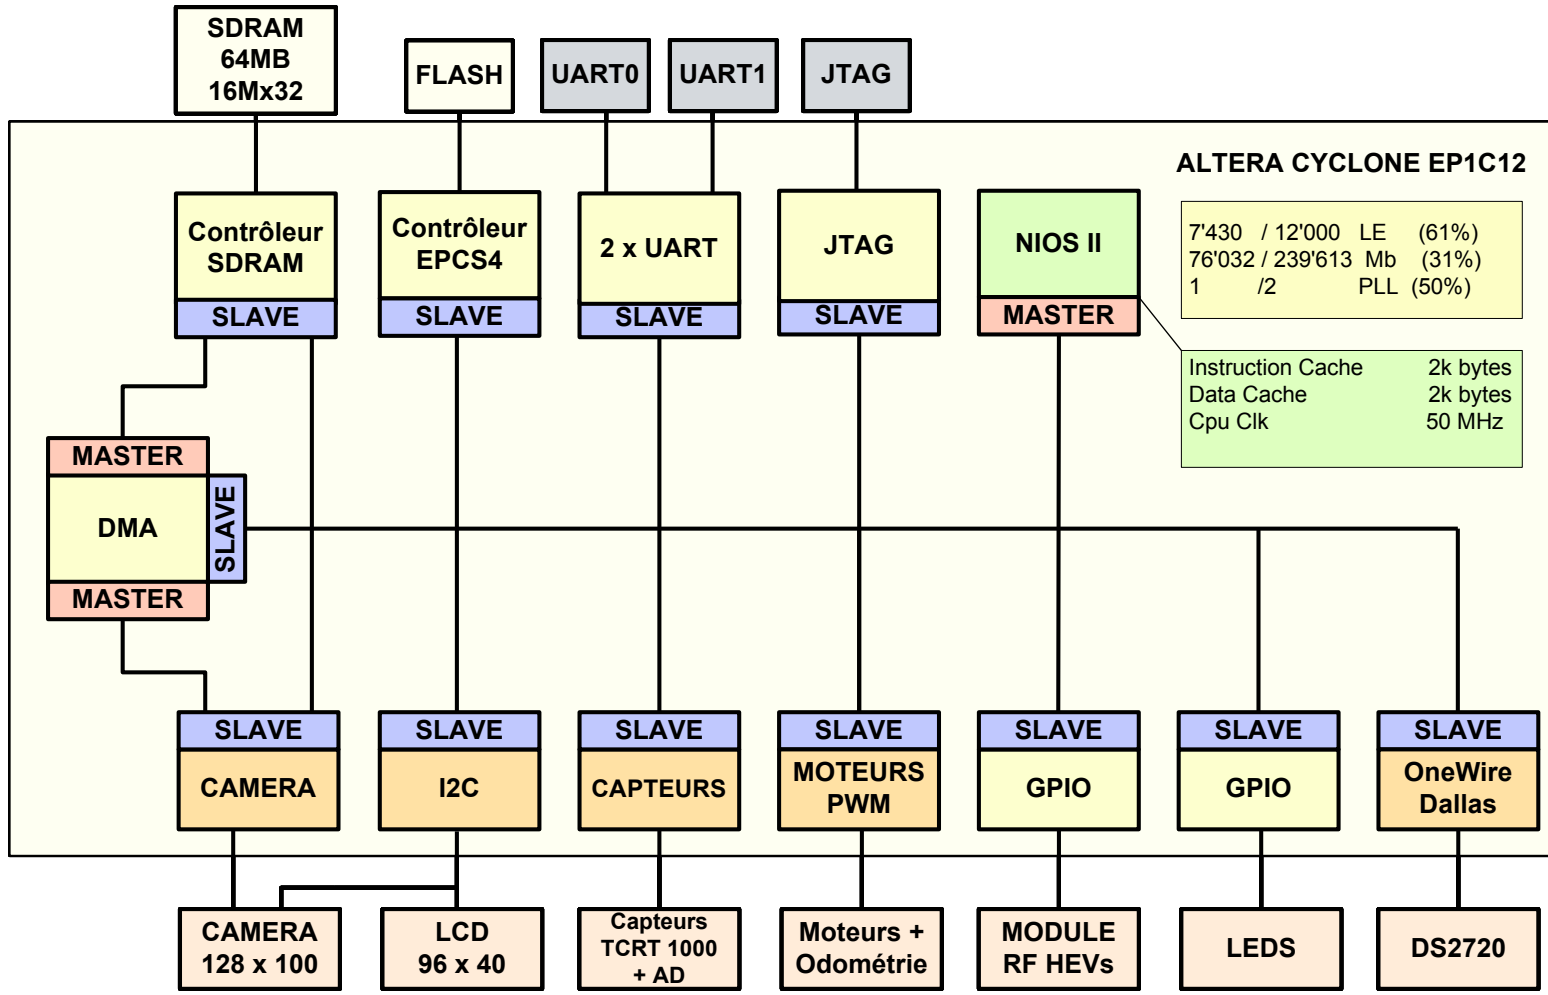 SDRAM
64MB
16Mx32
FLASH
UART0
UART1
JTAG
ALTERA CYCLONE EP1C12
Contrôleur
SDRAM
SLAVE
Contrôleur
EPCS4
SLAVE
2 x UART
SLAVE
JTAG
SLAVE
NIOS II
MASTER
7'430 / 12'000 LE (61%)
76'032 / 239'613 Mb (31%)
1 /2 PLL (50%)
Instruction Cache 2k bytes
Data Cache 2k bytes
Cpu Clk 50 MHz
MASTER
DMA
SLAVE
MASTER
SLAVE
CAMERA
SLAVE
I2C
SLAVE
CAPTEURS
SLAVE
MOTEURS
PWM
SLAVE
GPIO
SLAVE
GPIO
SLAVE
OneWire
Dallas
CAMERA
128 x 100
LCD
96 x 40
Capteurs
TCRT 1000
+ AD
Moteurs +
Odométrie
MODULE
RF HEVs
LEDS
DS2720